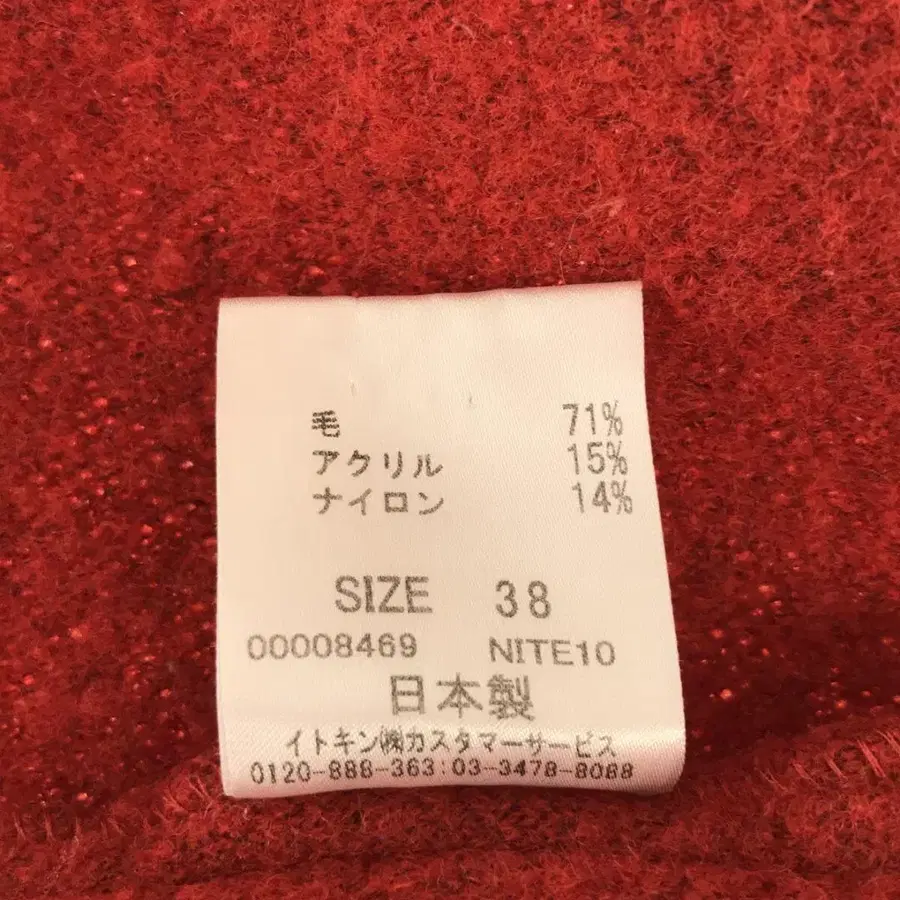 毛 71%
アクリル 15%
ナイロン 14%
SIZE 38
00008469 NITE10
日本製
イトキン㈱カスタマーサービス
0120-888-363:03-3478-8088